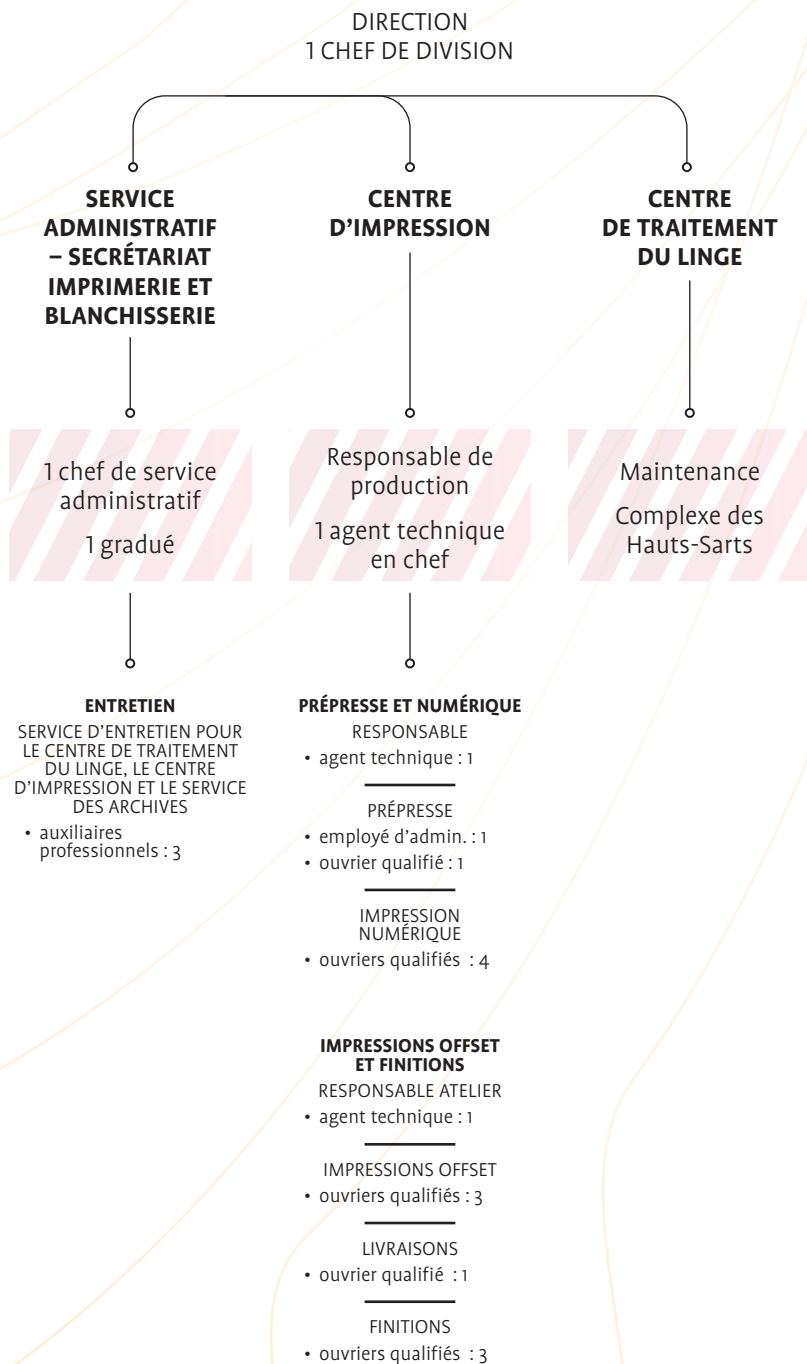 DIRECTION
1 CHEF DE DIVISION
SERVICE
ADMINISTRATIF
– SECRÉTARIAT
IMPRIMERIE ET
BLANCHISSERIE
1 chef de service
administratif
1 gradué
ENTRETIEN
SERVICE D'ENTRETIEN POUR
LE CENTRE DE TRAITEMENT
DU LINGE, LE CENTRE
D'IMPRESSION ET LE SERVICE
DES ARCHIVES
• auxiliaires
professionnels : 3
CENTRE
D'IMPRESSION
Responsable de
production
1 agent technique
en chef
PRÉPRESSE ET NUMÉRIQUE
RESPONSABLE
• agent technique : 1
PRÉPRESSE
• employé d'admin. : 1
• ouvrier qualifié : 1
IMPRESSION
NUMÉRIQUE
• ouvriers qualifiés : 4
IMPRESSIONS OFFSET
ET FINITIONS
RESPONSABLE ATELIER
• agent technique : 1
IMPRESSIONS OFFSET
• ouvriers qualifiés : 3
LIVRAISONS
• ouvrier qualifié : 1
FINITIONS
• ouvriers qualifiés : 3
CENTRE
DE TRAITEMENT
DU LINGE
Maintenance
Complexe des
Hauts-Sarts